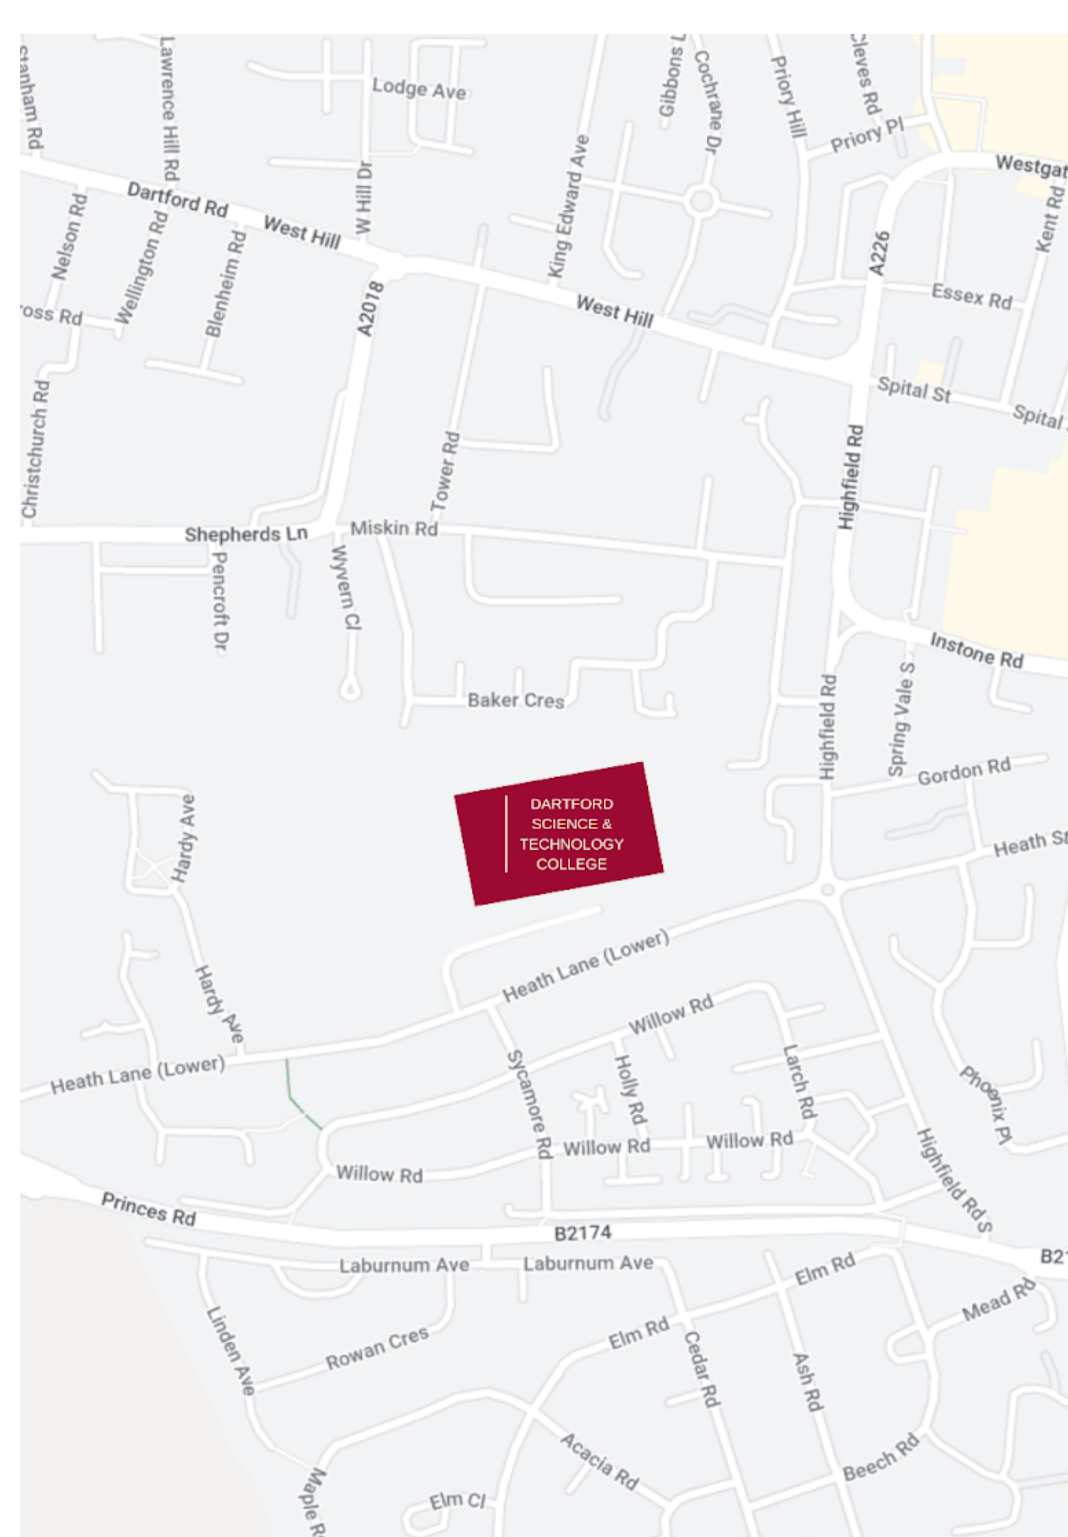 Stanham Rd
Lawrence Hill Rd
Lodge Ave
Gibbons L
Cochrane Dr
Priory Hill
Cleves Rd
Priory Pl
Westgat
Dartford Rd
West Hill
W Hill Dr
King Edward Ave
A226
Kent Rd
Nelson Rd
Wellington Rd
Blenheim Rd
ross Rd
A2018
West Hill
Essex Rd
Christchurch Rd
Tower Rd
Highfield Rd
Spital St
Spital
Shepherds Ln
Miskin Rd
Pencroft Dr
Wyvern Cl
Baker Cres
Instone Rd
Highfield Rd
Spring Vale S
Gordon Rd
Hardy Ave
DARTFORD
SCIENCE &
TECHNOLOGY
COLLEGE
Heath St
Hardy Ave
Heath Lane (Lower)
Heath Lane (Lower)
Willow Rd
Sycamore Rd
Holly Rd
Larch Rd
Phoenix Pl
Willow Rd
Willow Rd
Willow Rd
Highfield Rd S
Princes Rd
B2174
B21
Laburnum Ave
Laburnum Ave
Elm Rd
Mead Rd
Linden Ave
Rowan Cres
Elm Rd
Cedar Rd
Ash Rd
Acacia Rd
Beech Rd
Maple R
Elm Cl